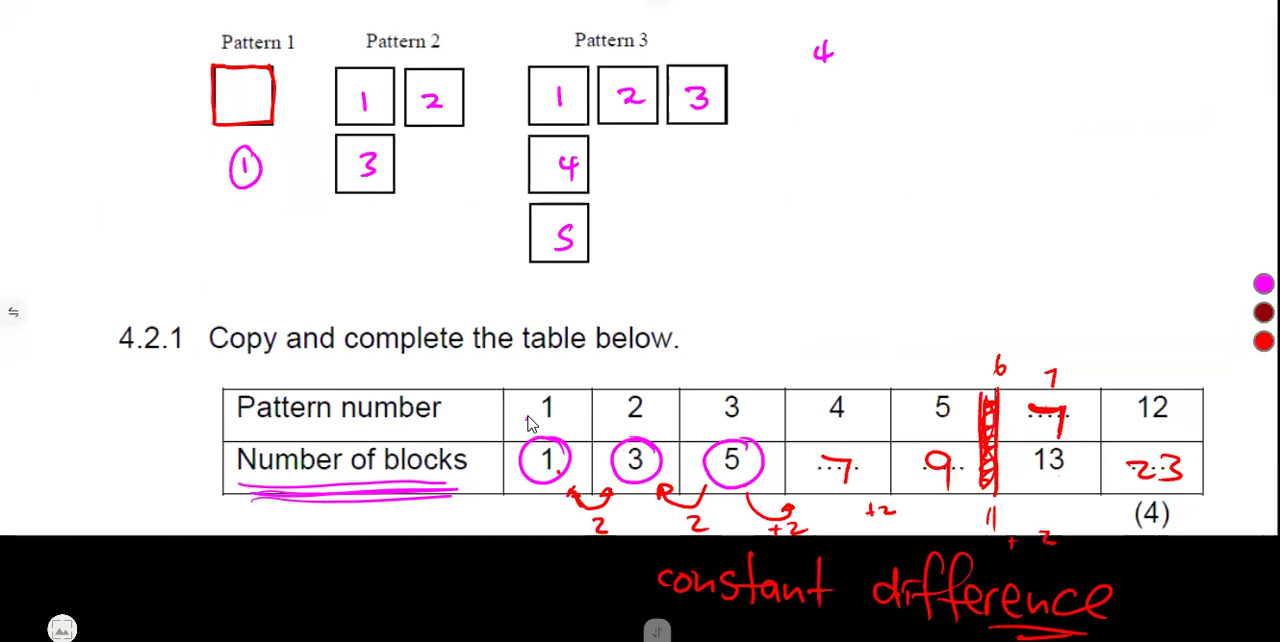 Pattern 1 Pattern 2 Pattern 3 4
1 2 1 2 3
1 3 4
5
4.2.1 Copy and complete the table below.
6 7
Pattern number 1 2 3 4 5 ..... 7 12
Number of blocks 1 3 5 ..... 7 ..... 9 13 ..... 23
2 2 +2 +2 11 (4)
+ 2
constant difference